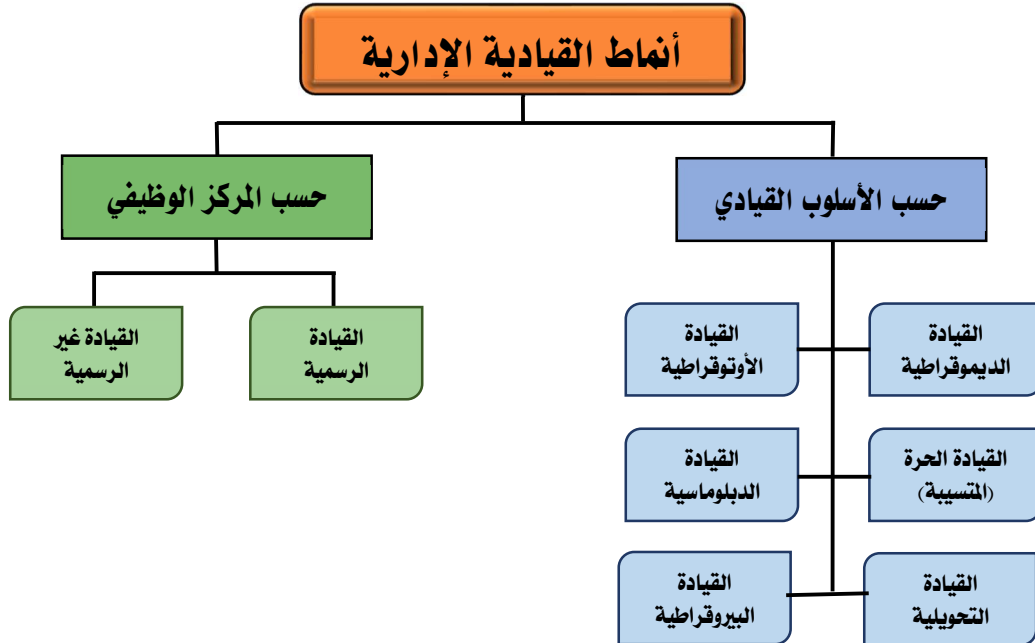 أنماط القيادية الإدارية
حسب الأسلوب القيادي
حسب المركز الوظيفي
القيادة
الديموقراطية
القيادة
الأوتوقراطية
القيادة
الرسمية
القيادة غير
الرسمية
القيادة الحرة
(المتسيبة)
القيادة
الدبلوماسية
القيادة
التحويلية
القيادة
البيروقراطية